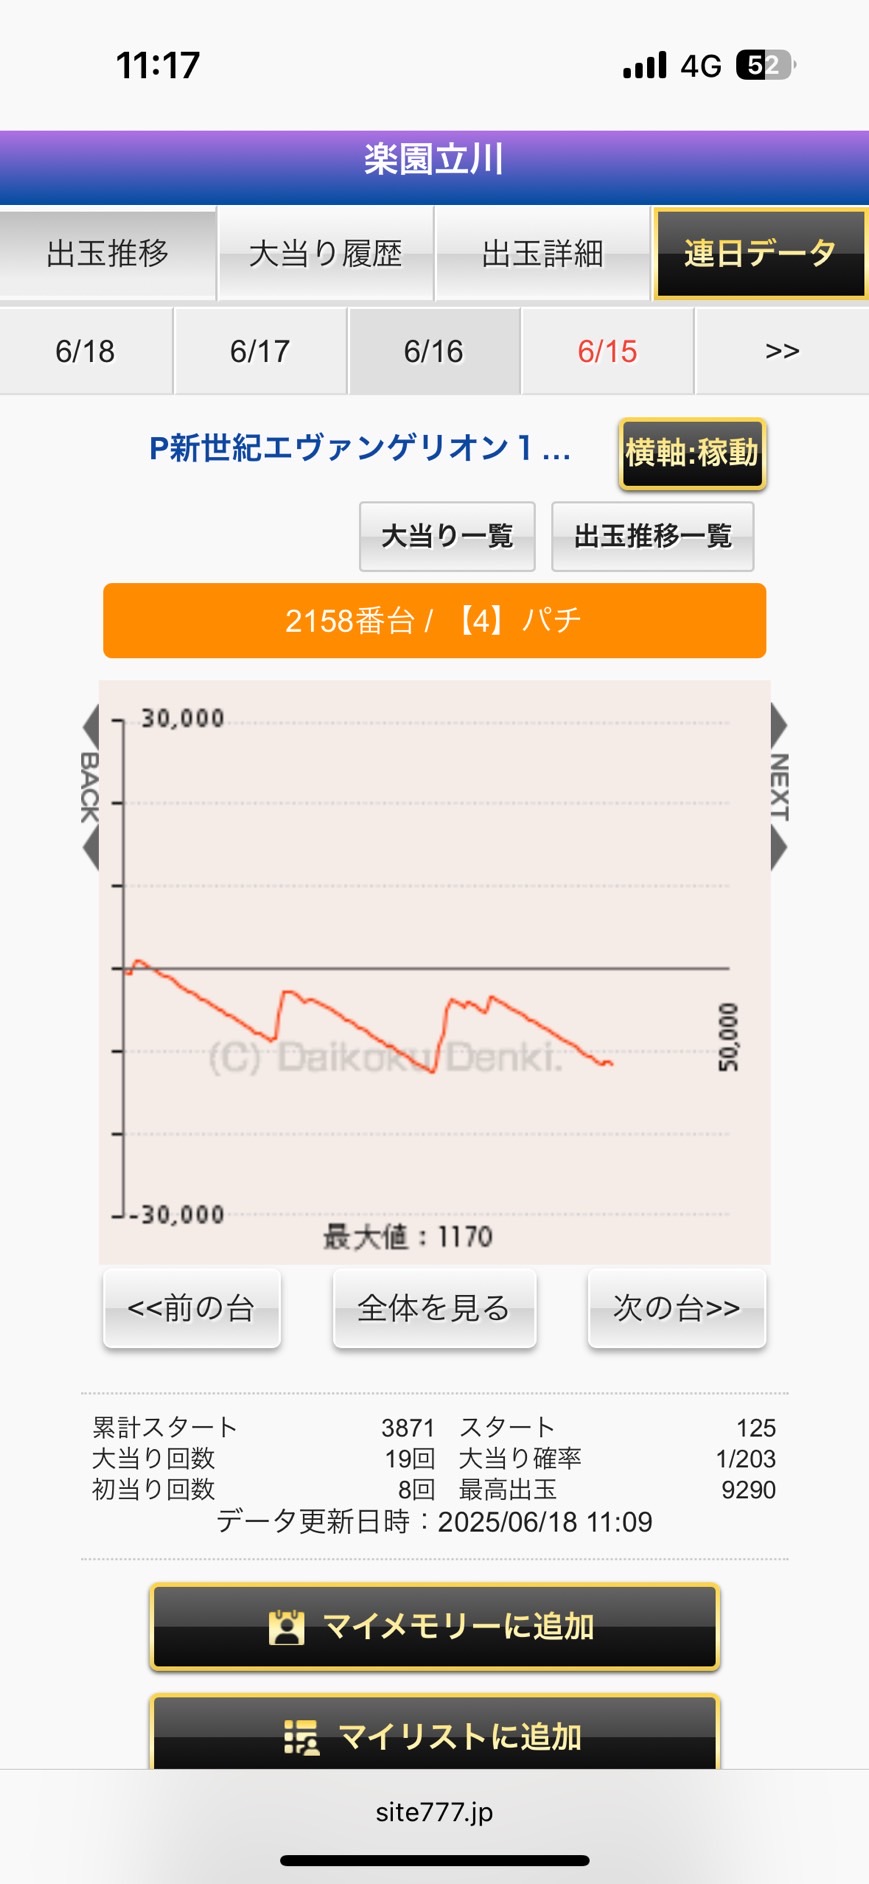 11:17 4G 52
楽園立川
出玉推移 大当り履歴 出玉詳細 連日データ
6/18 6/17 6/16 6/15 >>
P新世紀エヴァンゲリオン１... 横軸:稼動
大当り一覧 出玉推移一覧
2158番台 / 【4】パチ
30,000
BACK
NEXT
50,000
(C) Daikoku Denki.
-30,000
最大値：1170
<<前の台 全体を見る 次の台>>
累計スタート 3871 スタート 125
大当り回数 19回 大当り確率 1/203
初当り回数 8回 最高出玉 9290
データ更新日時：2025/06/18 11:09
マイメモリーに追加
マイリストに追加
site777.jp